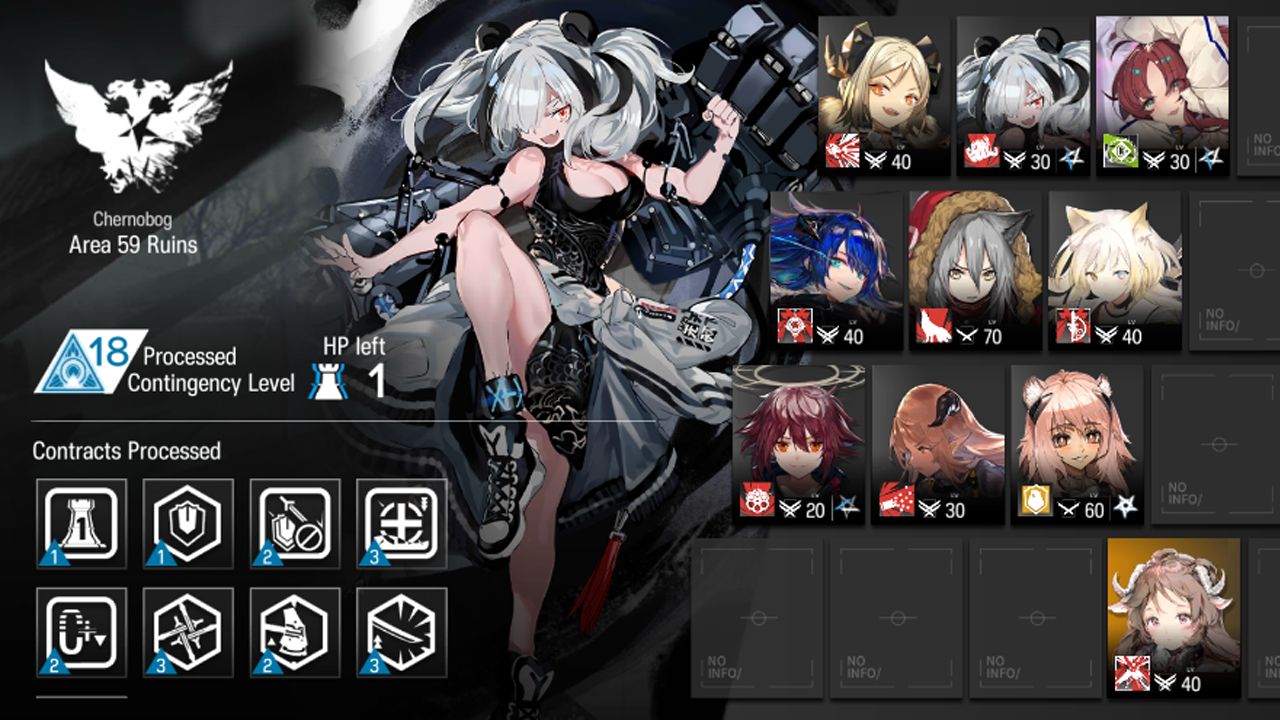 Chernobog
Area 59 Ruins
18
Processed
Contingency Level
HP left
1
Contracts Processed
1
1
1
2
3
2
3
2
3
LV
40
LV
30
LV
30
NO
INFO
LV
40
LV
70
LV
40
NO
INFO/
LV
20
LV
30
LV
60
NO
INFO/
NO
INFO/
NO
INFO/
NO
INFO/
LV
40